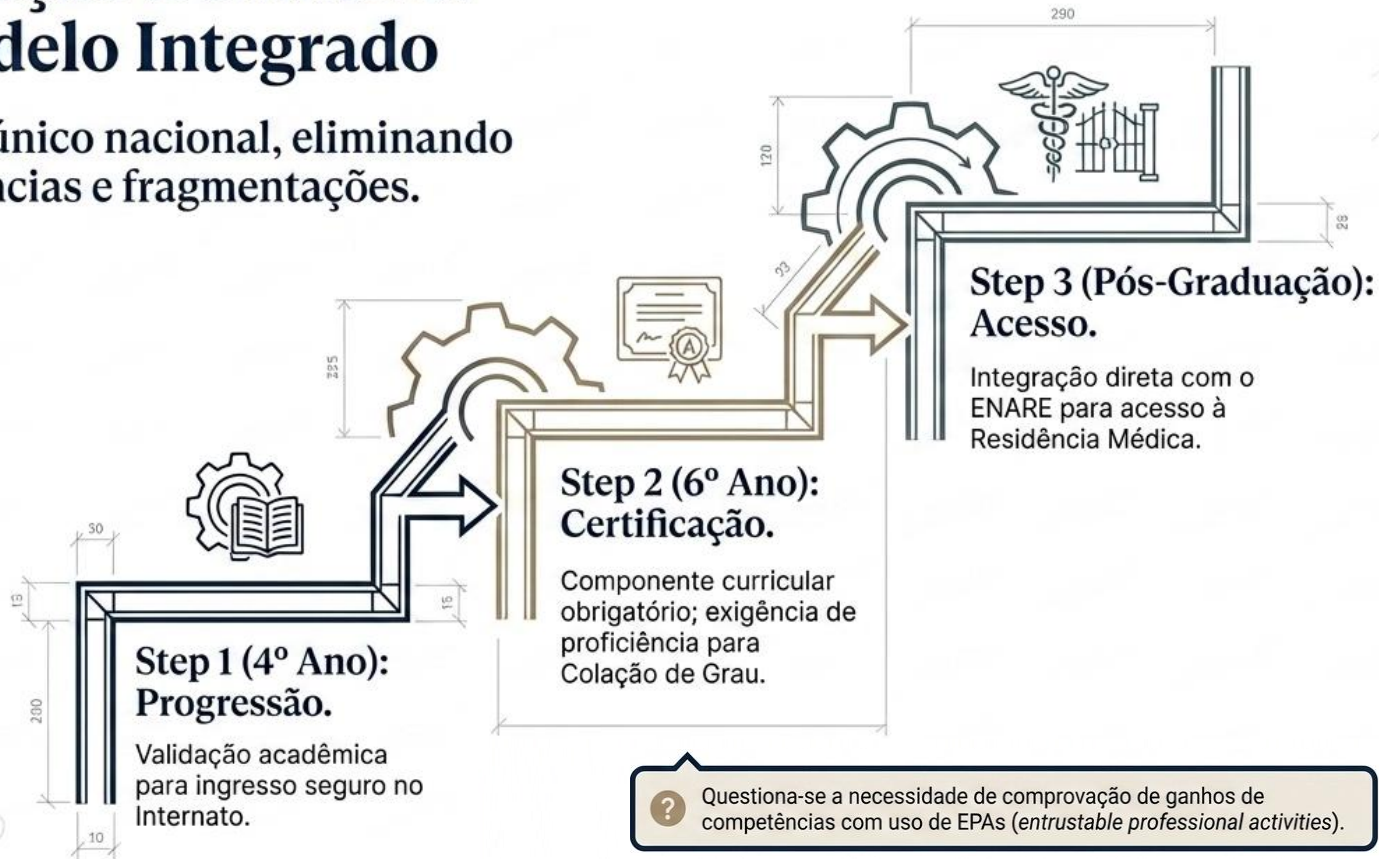 delo Integrado
único nacional, eliminando
ncias e fragmentações.
290
120
28
93
Step 3 (Pós-Graduação):
Acesso.
Integração direta com o
ENARE para acesso à
Residência Médica.
A
Step 2 (6º Ano):
Certificação.
Componente curricular
obrigatório; exigência de
proficiência para
Colação de Grau.
30
15
Step 1 (4º Ano):
Progressão.
Validação acadêmica
para ingresso seguro no
Internato.
10
?
Questiona-se a necessidade de comprovação de ganhos de
competências com uso de EPAs (entrustable professional activities).